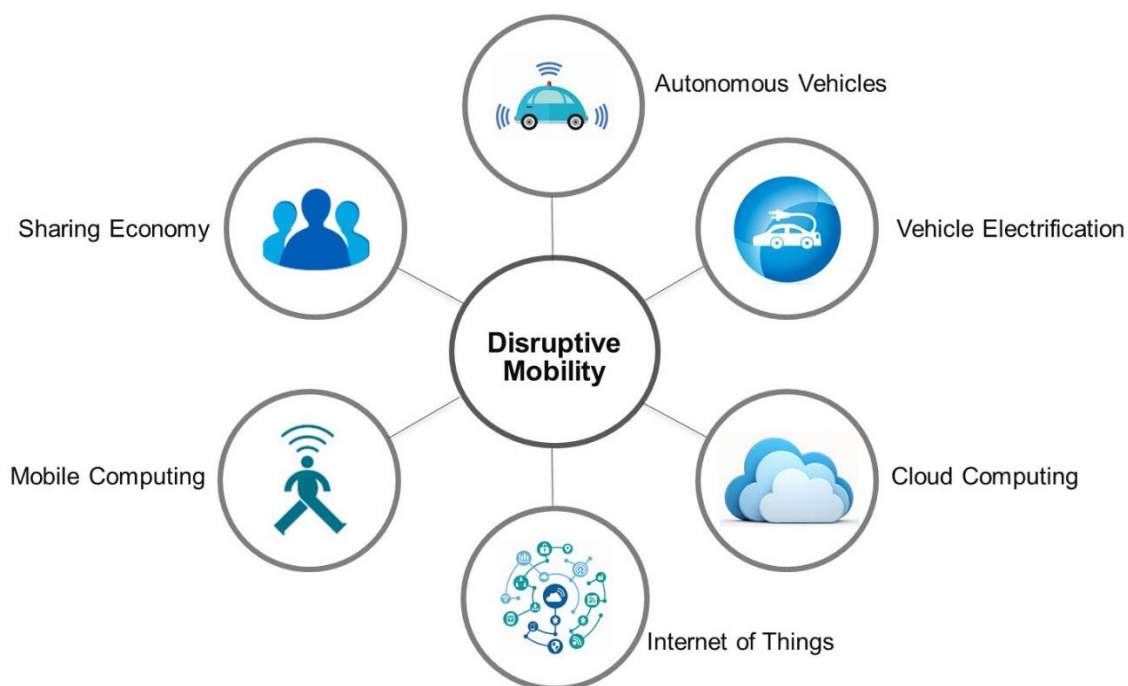 Autonomous Vehicles
Sharing Economy
Vehicle Electrification
Disruptive
Mobility
Mobile Computing
Cloud Computing
Internet of Things